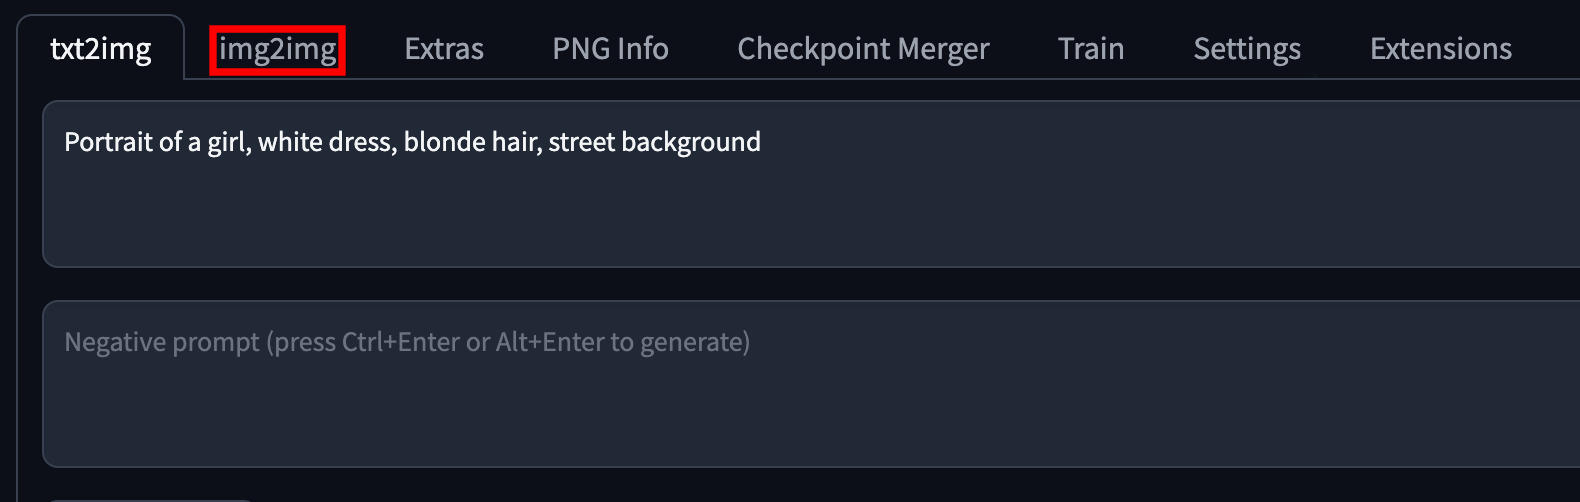 txt2img img2img Extras PNG Info Checkpoint Merger Train Settings Extensions
Portrait of a girl, white dress, blonde hair, street background
Negative prompt (press Ctrl+Enter or Alt+Enter to generate)